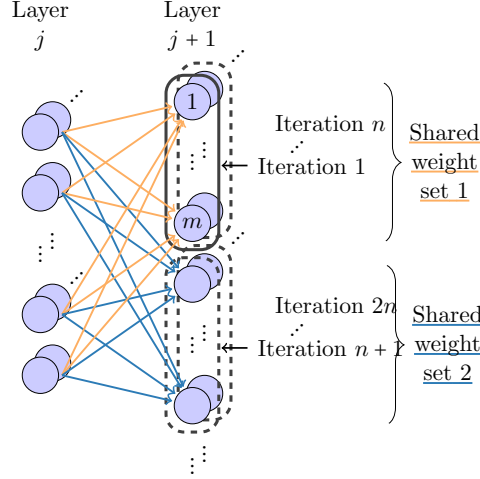 Layer
j
Layer
j + 1
1
Iteration n
Iteration 1
Shared
weight
set 1
m
Iteration 2n
Iteration n + 1
Shared
weight
set 2